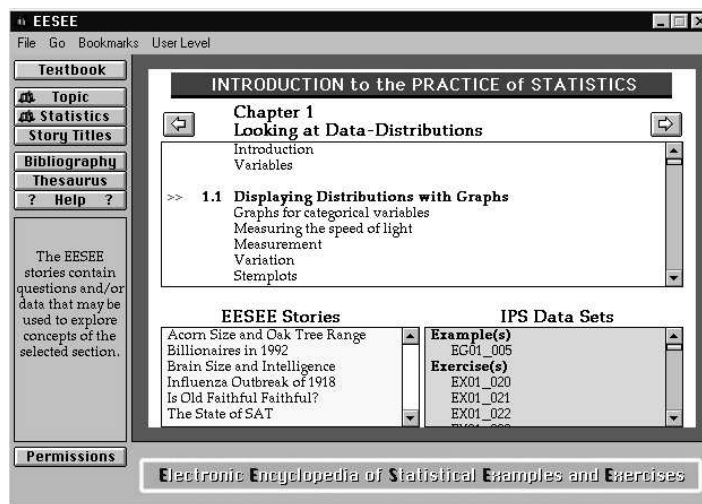 EESEE
File Go Bookmarks User Level
Textbook
Topic
Statistics
Story Titles
Bibliography
Thesaurus
? Help ?
The EESEE
stories contain
questions and/or
data that may be
used to explore
concepts of the
selected section.
Permissions
INTRODUCTION to the PRACTICE of STATISTICS
Chapter 1
Looking at Data-Distributions
Introduction
Variables
>> 1.1 Displaying Distributions with Graphs
Graphs for categorical variables
Measuring the speed of light
Measurement
Variation
Stemplots
EESEE Stories
Acorn Size and Oak Tree Range
Billionaires in 1992
Brain Size and Intelligence
Influenza Outbreak of 1918
Is Old Faithful Faithful?
The State of SAT
IPS Data Sets
Example(s)
EG01_005
Exercise(s)
EX01_020
EX01_021
EX01_022
Electronic Encyclopedia of Statistical Examples and Exercises